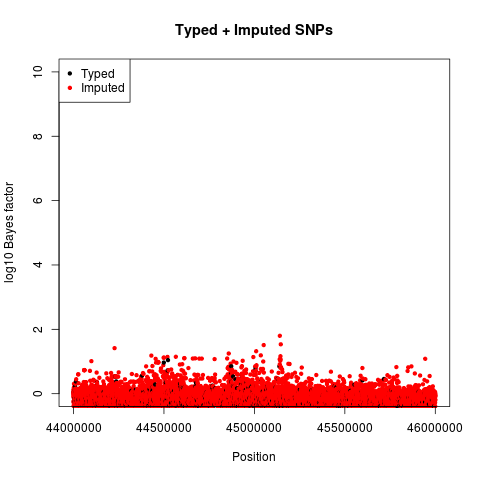 Typed + Imputed SNPs
Typed
Imputed
log10 Bayes factor
10
8
6
4
2
0
44000000 44500000 45000000 45500000 46000000
Position